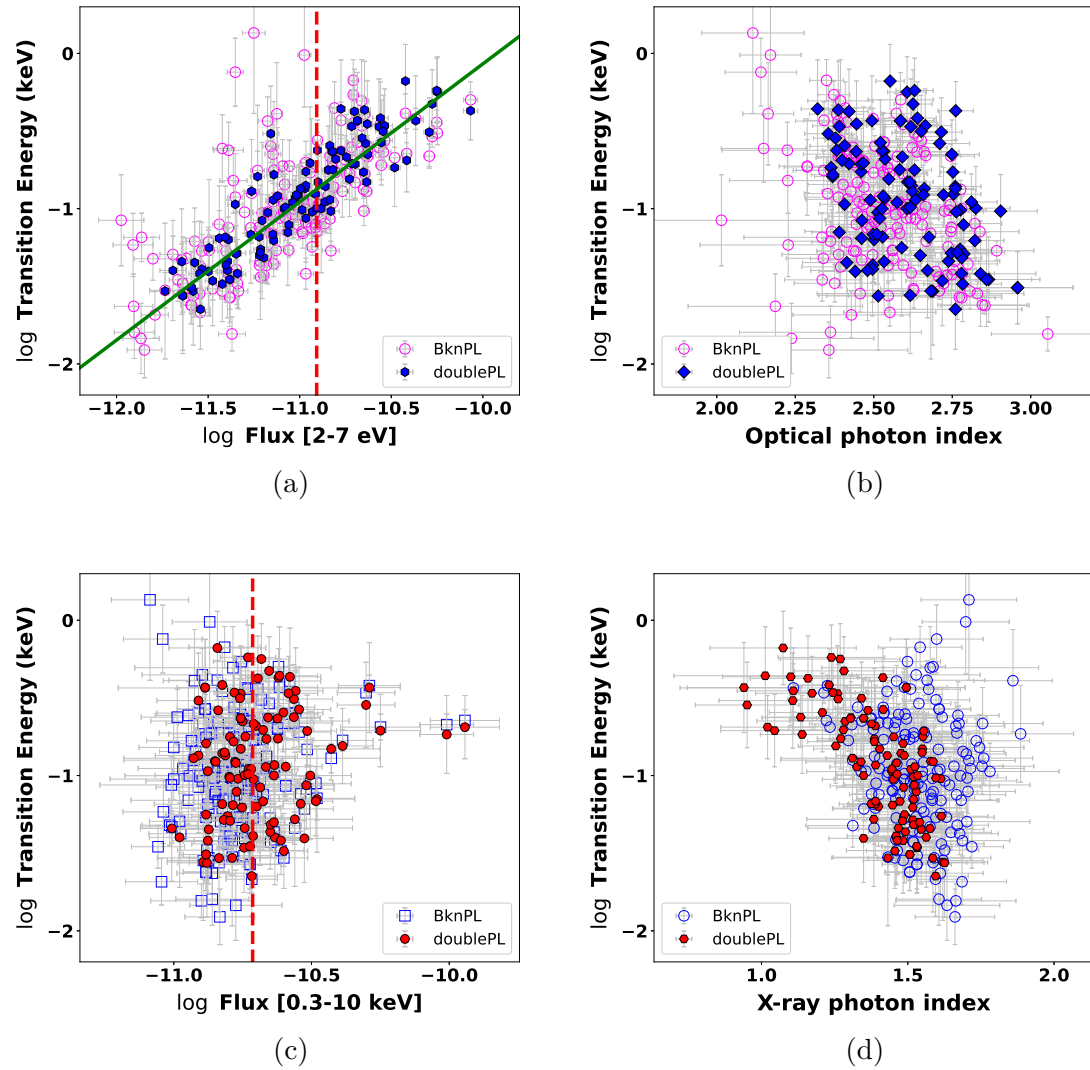 0
−1
−2
log Transition Energy (keV)
BknPL
doublePL
−12.0 −11.5 −11.0 −10.5 −10.0
log Flux [2-7 eV]
(a)
0
−1
−2
log Transition Energy (keV)
BknPL
doublePL
2.00 2.25 2.50 2.75 3.00
Optical photon index
(b)
0
−1
−2
log Transition Energy (keV)
BknPL
doublePL
−11.0 −10.5 −10.0
log Flux [0.3-10 keV]
(c)
0
−1
−2
log Transition Energy (keV)
BknPL
doublePL
1.0 1.5 2.0
X-ray photon index
(d)